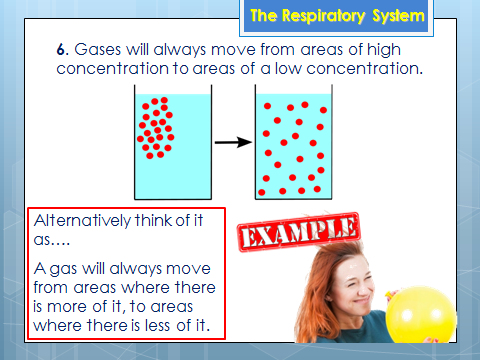 The Respiratory System
6. Gases will always move from areas of high
concentration to areas of a low concentration.
Alternatively think of it
as....
A gas will always move
from areas where there
is more of it, to areas
where there is less of it.
EXAMPLE